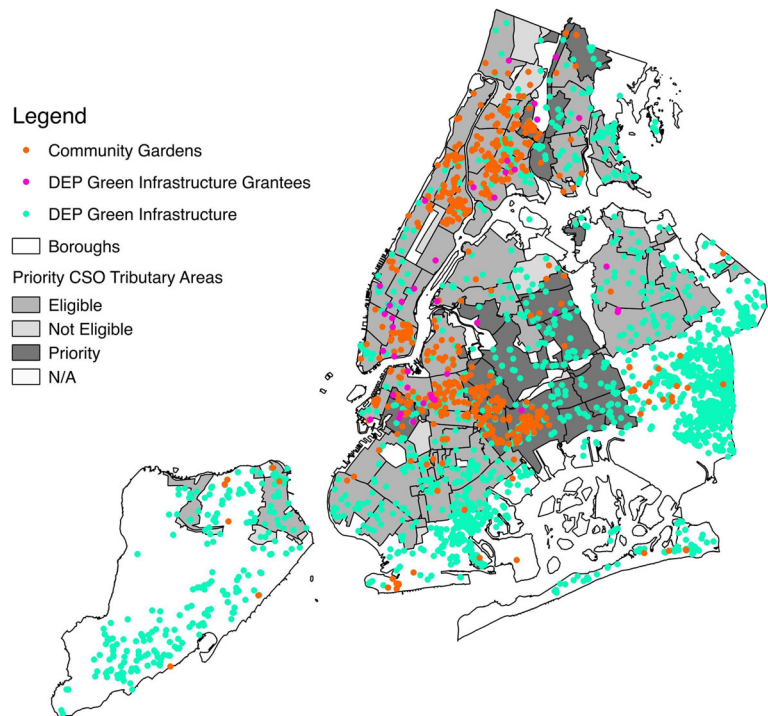 Legend
Community Gardens
DEP Green Infrastructure Grantees
DEP Green Infrastructure
Boroughs
Priority CSO Tributary Areas
Eligible
Not Eligible
Priority
N/A